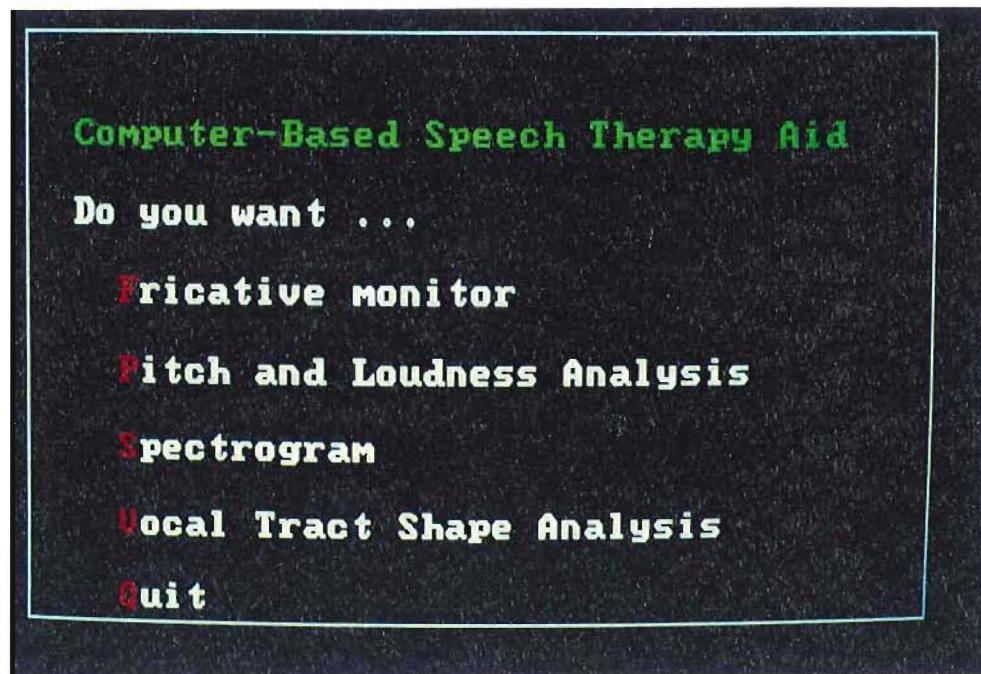 Computer-Based Speech Therapy Aid
Do you want ...
Fricative monitor
Pitch and Loudness Analysis
Spectrogram
Vocal Tract Shape Analysis
Quit